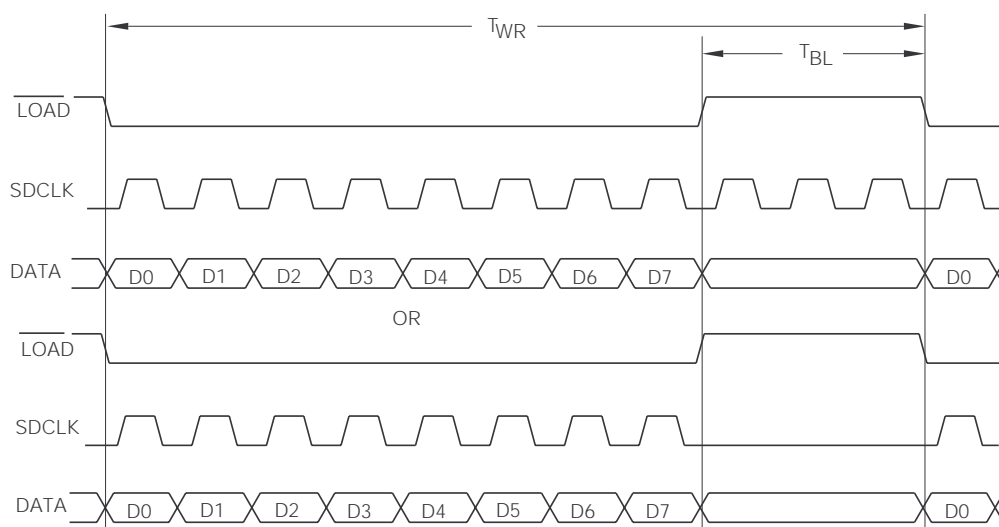 TWR
TBL
LOAD
SDCLK
DATA D0 D1 D2 D3 D4 D5 D6 D7 D0
OR
LOAD
SDCLK
DATA D0 D1 D2 D3 D4 D5 D6 D7 D0